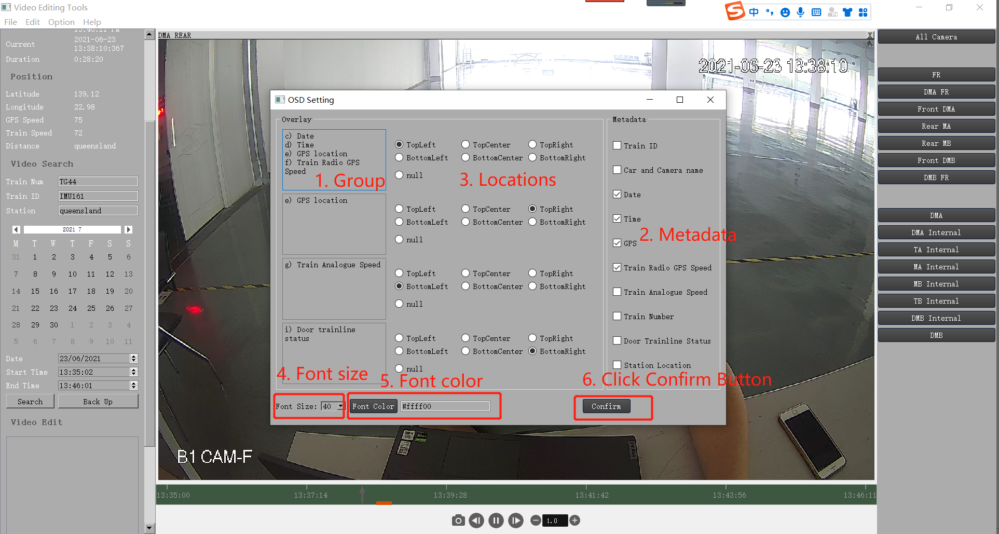 Video Editing Tools
File Edit Option Help
中
Current
2021-06-23
13:38:10:367
Duration 0:28:20
Position
Latitude 139.12
Longitude 22.98
GPS Speed 75
Train Speed 72
Distance queensland
Video Search
Train Num TG44
Train ID IMU161
Station queensland
2021 7
M T W T F S S
31 1 2 3 4 5 6
7 8 9 10 11 12 13
14 15 16 17 18 19 20
21 22 23 24 25 26 27
28 29 30 1 2 3 4
5 6 7 8 9 10 11
Date 23/06/2021
Start Time 13:35:02
End Time 13:46:01
Search Back Up
Video Edit
DMA REAR X
2021-06-23 13:38:10
OSD Setting
Overlay
c) Date
d) Time
e) GPS location
f) Train Radio GPS
Speed
1. Group
TopLeft TopCenter TopRight
BottomLeft BottomCenter BottomRight
null
3. Locations
e) GPS location
TopLeft TopCenter TopRight
BottomLeft BottomCenter BottomRight
null
g) Train Analogue Speed
TopLeft TopCenter TopRight
BottomLeft BottomCenter BottomRight
null
i) Door trainline
status
TopLeft TopCenter TopRight
BottomLeft BottomCenter BottomRight
null
Metadata
Train ID
Car and Camera name
Date
Time
2. Metadata
GPS
Train Radio GPS Speed
Train Analogue Speed
Train Number
Door Trainline Status
Station Location
4. Font size
5. Font color
6. Click Confirm Button
Font Size: 40
Font Color #ffff00
Confirm
B1 CAM-F
13:35:00 13:37:14 13:39:28 13:41:42 13:43:56 13:46:11
1.0
All Camera
FR
DMA FR
Front DMA
Rear MA
Rear MB
Front DMB
DMB FR
DMA
DMA Internal
TA Internal
MA Internal
MB Internal
TB Internal
DMB Internal
DMB